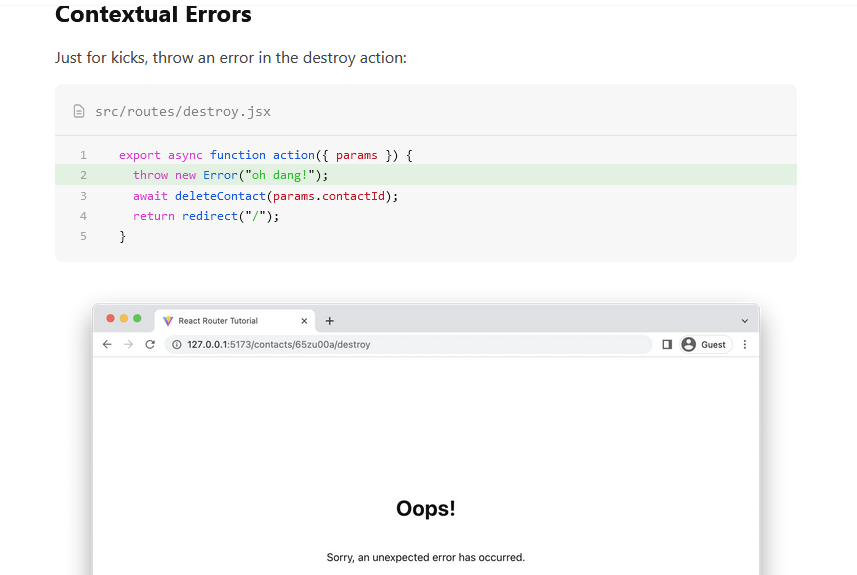 Contextual Errors
Just for kicks, throw an error in the destroy action:
src/routes/destroy.jsx
1 export async function action({ params }) {
2 throw new Error("oh dang!");
3 await deleteContact(params.contactId);
4 return redirect("/");
5 }
React Router Tutorial
127.0.0.1:5173/contacts/65zu00a/destroy
Guest
Oops!
Sorry, an unexpected error has occurred.